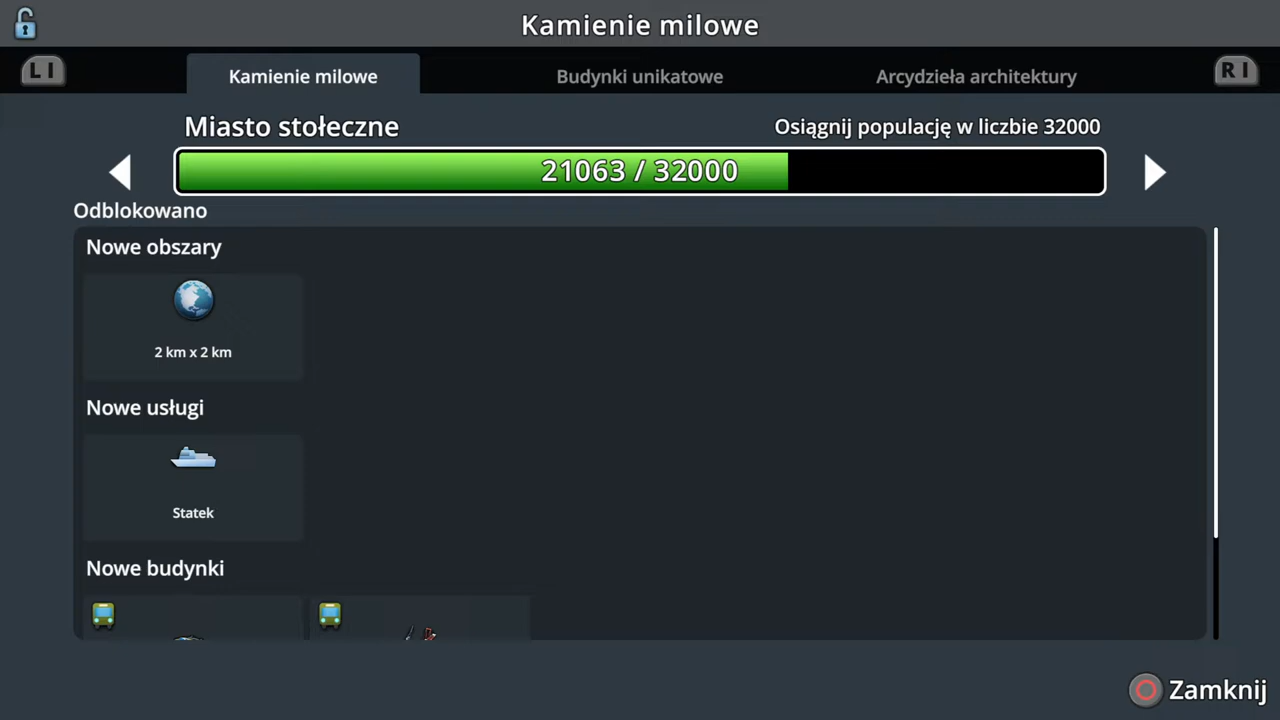 Kamienie milowe
L1
Kamienie milowe
Budynki unikatowe
Arcydzieła architektury
R1
Miasto stołeczne
Osiągnij populację w liczbie 32000
21063 / 32000
Odblokowano
Nowe obszary
2 km x 2 km
Nowe usługi
Statek
Nowe budynki
Zamknij